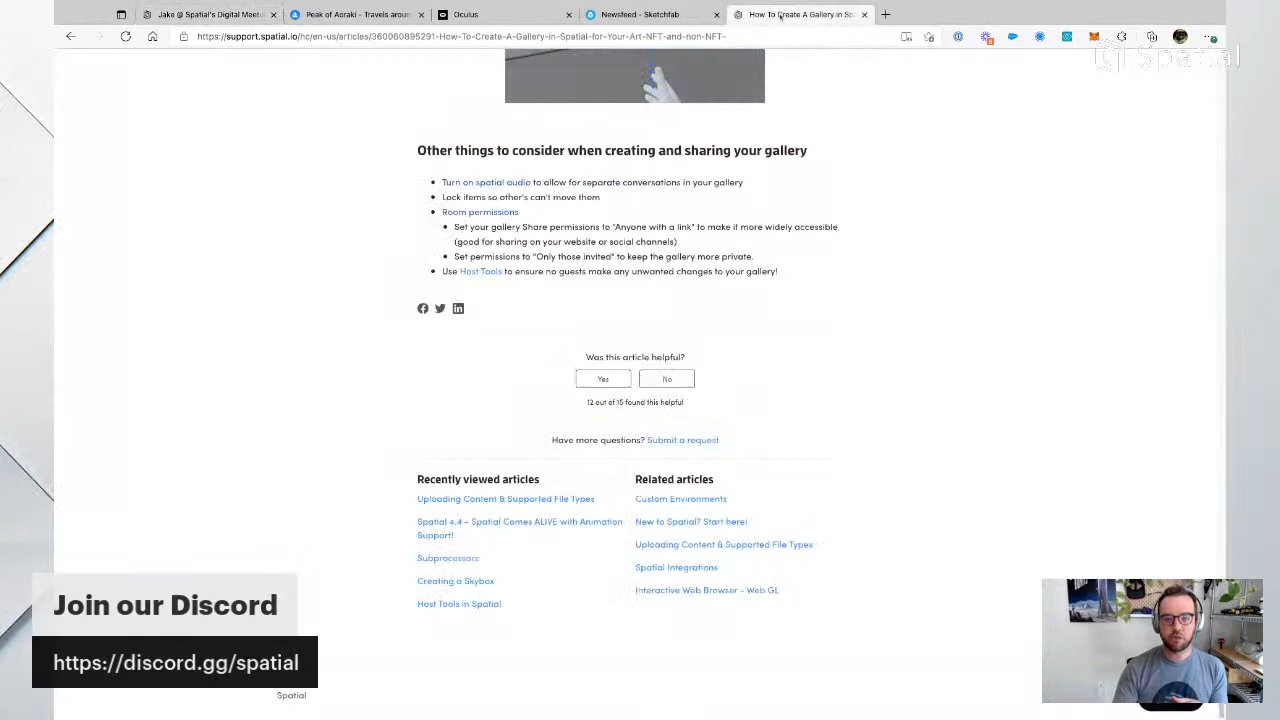 Jake @ Spatial's Discord Meetu
Peak of Abraki - Travels arour
Oculus
Abraki - Sketchfab
How To Create A Gallery in Sp
https://support.spatial.io/hc/en-us/articles/360060895291-How-To-Create-A-Gallery-in-Spatial-for-Your-Art-NFT-and-non-NFT-
Spatial
Other things to consider when creating and sharing your gallery
Turn on spatial audio to allow for separate conversations in your gallery
Lock items so other's can't move them
Room permissions
Set your gallery Share permissions to "Anyone with a link" to make it more widely accessible
(good for sharing on your website or social channels)
Set permissions to "Only those invited" to keep the gallery more private.
Use Host Tools to ensure no guests make any unwanted changes to your gallery!
Was this article helpful?
Yes No
12 out of 15 found this helpful
Have more questions? Submit a request
Recently viewed articles
Uploading Content & Supported File Types
Spatial 4.4 - Spatial Comes ALIVE with Animation
Support!
Subprocessors
Creating a Skybox
Host Tools in Spatial
Related articles
Custom Environments
New to Spatial? Start here!
Uploading Content & Supported File Types
Spatial Integrations
Interactive Web Browser - Web GL
Join our Discord
https://discord.gg/spatial
Spatial